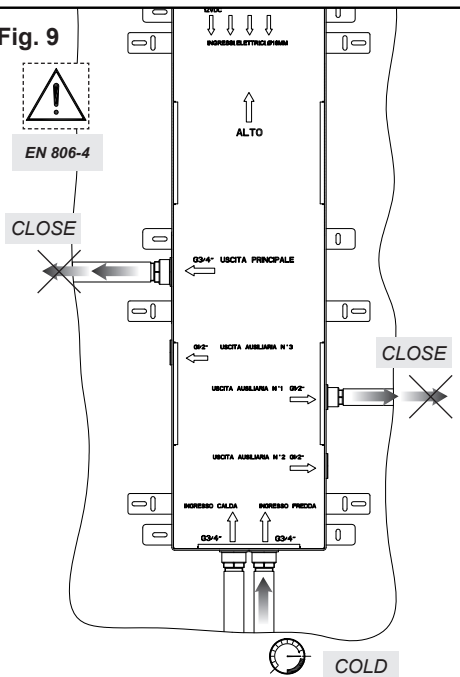 Fig. 9
12VDC
INGRESSI ELETTRICI Ø16MM
ALTO
EN 806-4
CLOSE
G3/4" USCITA PRINCIPALE
G1/2" USCITA AUSILIARIA N°3
CLOSE
USCITA AUSILIARIA N°1 G1/2"
USCITA AUSILIARIA N°2 G1/2"
INGRESSO CALDA INGRESSO FREDDA
G3/4" G3/4"
COLD